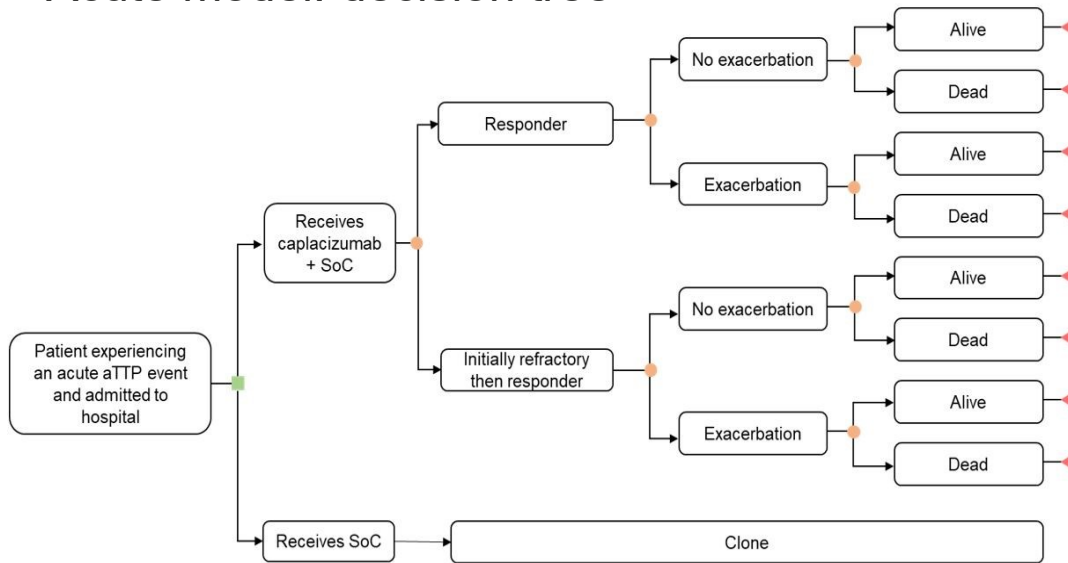 Alive
No exacerbation
Dead
Responder
Alive
Exacerbation
Dead
Receives
caplacizumab
+ SoC
Alive
No exacerbation
Dead
Initially refractory
then responder
Patient experiencing
an acute aTTP event
and admitted to
hospital
Alive
Exacerbation
Dead
Receives SoC
Clone